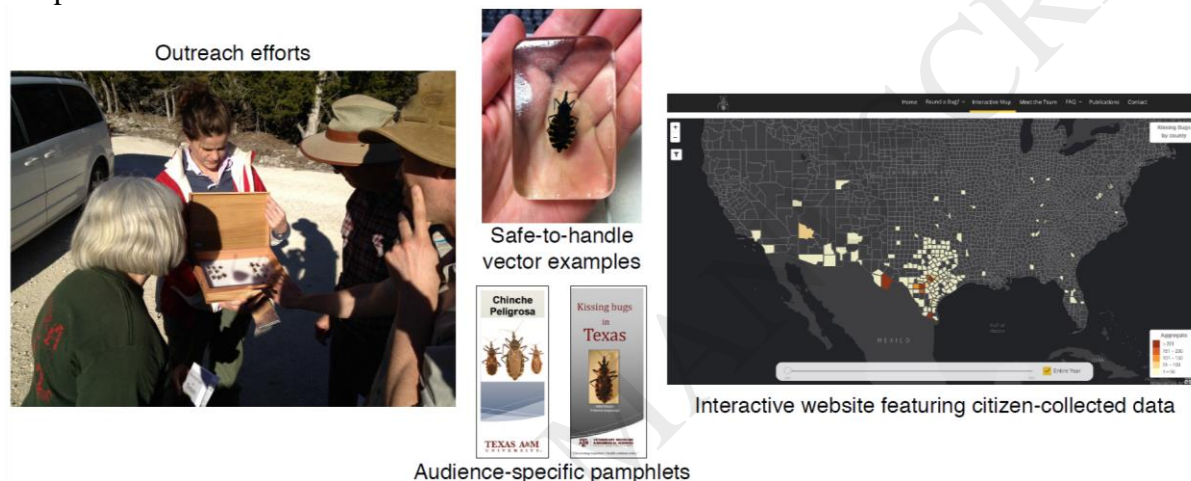 Outreach efforts
Safe-to-handle
vector examples
Chinche
Peligrosa
TEXAS A&M
UNIVERSITY
Kissing bugs
in
Texas
Audience-specific pamphlets
Home Found a Bug? Interactive Map Meet the Team FAQ Publications Contact
Kissing Bugs
by county
+
−
MEXICO
Entire Year
Aggregate
Interactive website featuring citizen-collected data